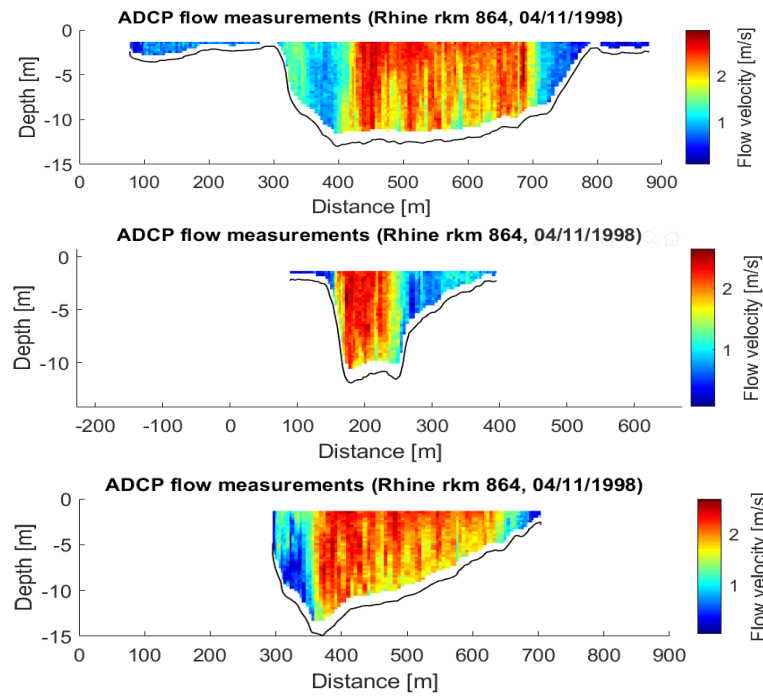 ADCP flow measurements (Rhine rkm 864, 04/11/1998)
0
-5
-10
-15
Depth [m]
0 100 200 300 400 500 600 700 800 900
Distance [m]
2
1
Flow velocity [m/s]
ADCP flow measurements (Rhine rkm 864, 04/11/1998)
0
-5
-10
Depth [m]
-200 -100 0 100 200 300 400 500 600
Distance [m]
2
1
Flow velocity [m/s]
ADCP flow measurements (Rhine rkm 864, 04/11/1998)
0
-5
-10
-15
Depth [m]
0 100 200 300 400 500 600 700 800 900
Distance [m]
2
1
Flow velocity [m/s]